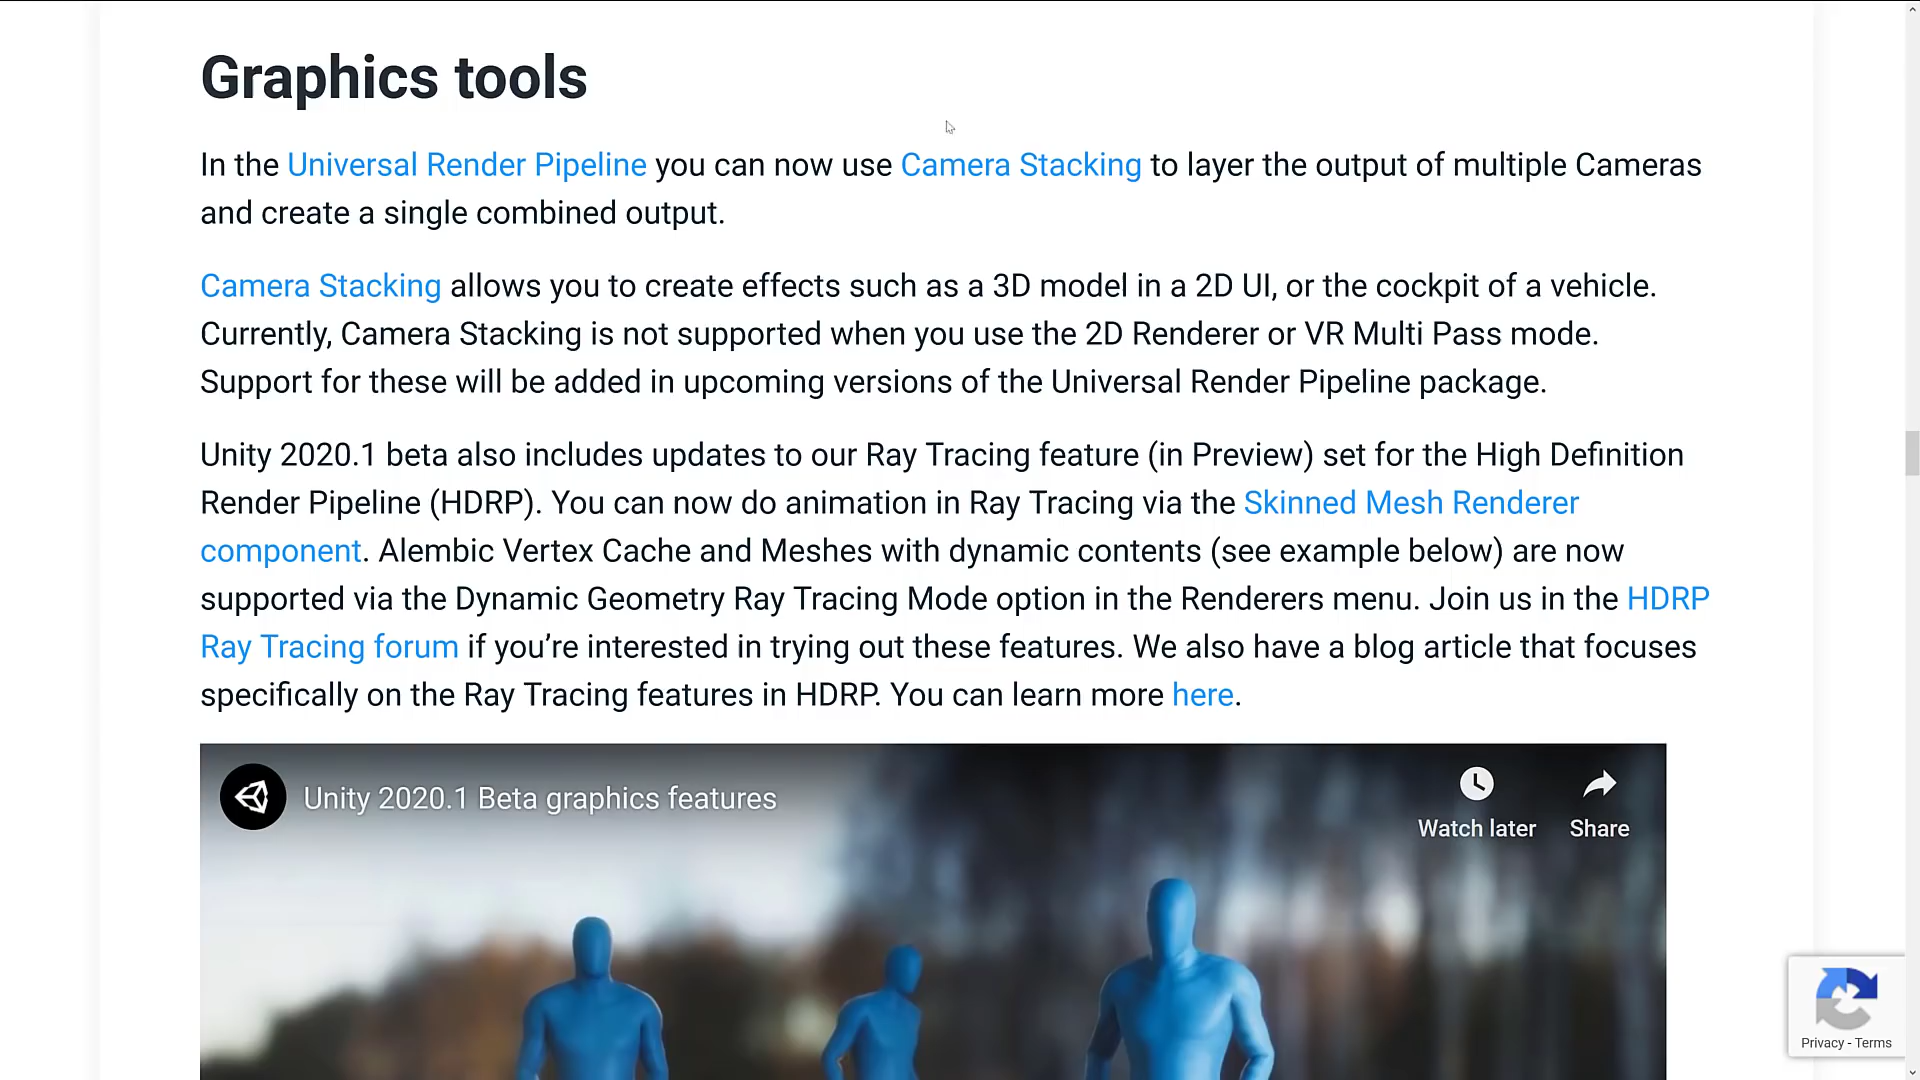 Graphics tools
In the Universal Render Pipeline you can now use Camera Stacking to layer the output of multiple Cameras
and create a single combined output.
Camera Stacking allows you to create effects such as a 3D model in a 2D UI, or the cockpit of a vehicle.
Currently, Camera Stacking is not supported when you use the 2D Renderer or VR Multi Pass mode.
Support for these will be added in upcoming versions of the Universal Render Pipeline package.
Unity 2020.1 beta also includes updates to our Ray Tracing feature (in Preview) set for the High Definition
Render Pipeline (HDRP). You can now do animation in Ray Tracing via the Skinned Mesh Renderer
component. Alembic Vertex Cache and Meshes with dynamic contents (see example below) are now
supported via the Dynamic Geometry Ray Tracing Mode option in the Renderers menu. Join us in the HDRP
Ray Tracing forum if you’re interested in trying out these features. We also have a blog article that focuses
specifically on the Ray Tracing features in HDRP. You can learn more here.
Unity 2020.1 Beta graphics features
Watch later
Share
Privacy - Terms